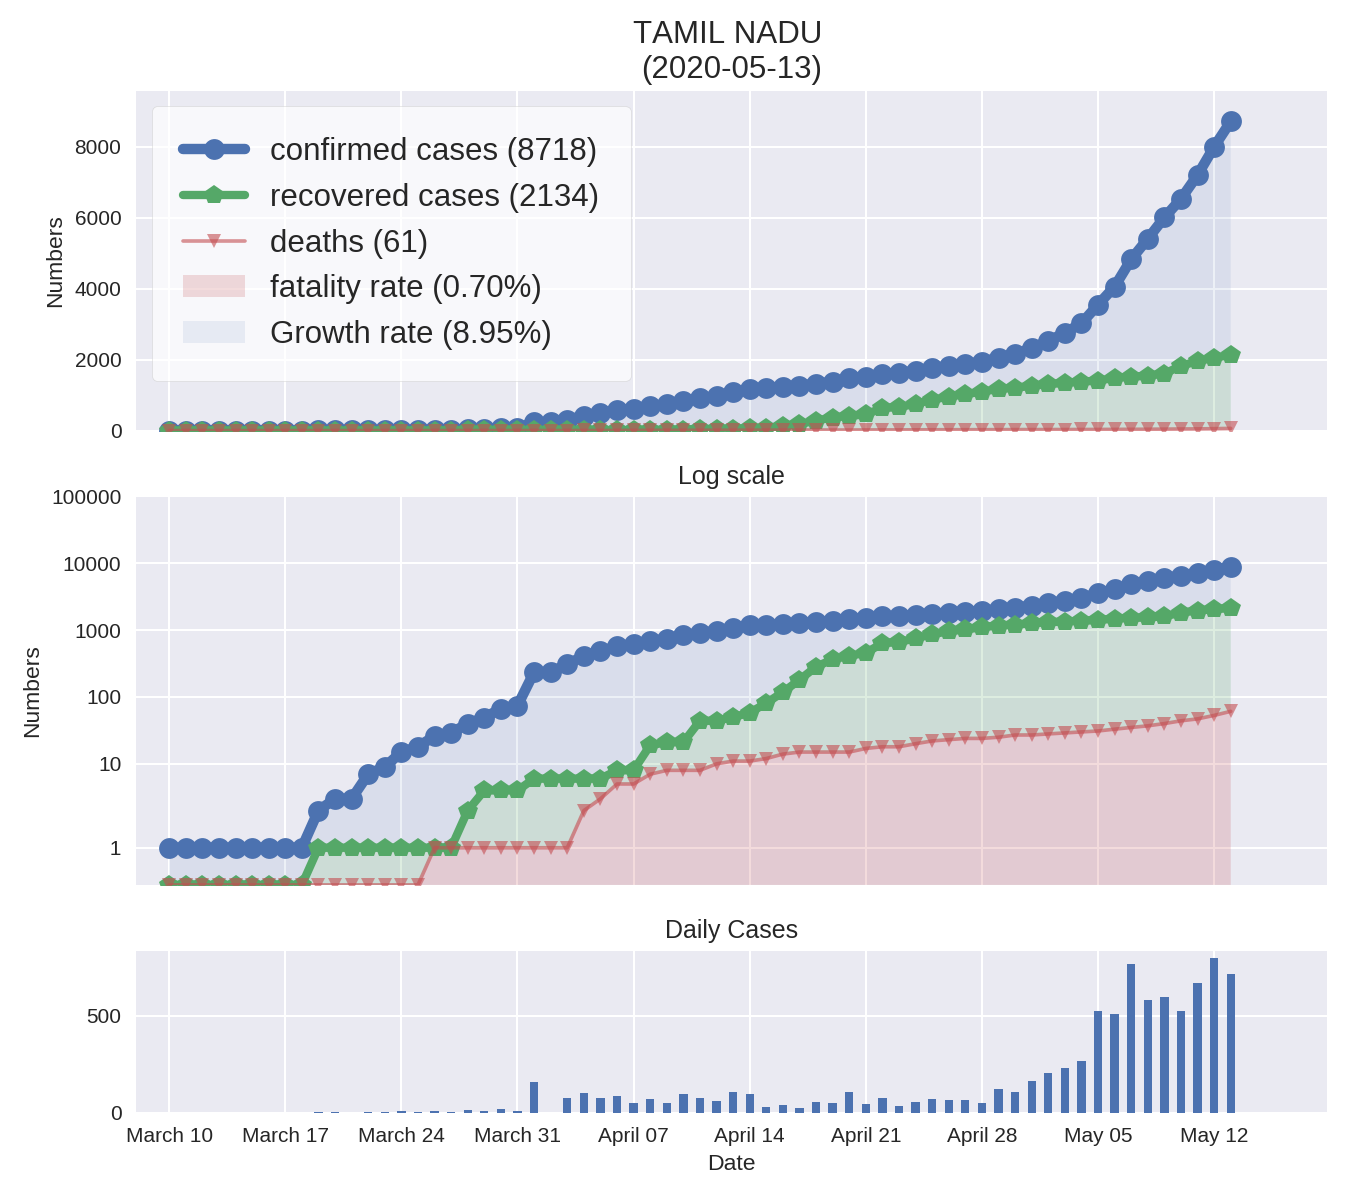 TAMIL NADU
(2020-05-13)
8000
6000
4000
2000
0
Numbers
confirmed cases (8718)
recovered cases (2134)
deaths (61)
fatality rate (0.70%)
Growth rate (8.95%)
Log scale
100000
10000
1000
100
10
1
Numbers
Daily Cases
500
0
March 10 March 17 March 24 March 31 April 07 April 14 April 21 April 28 May 05 May 12
Date